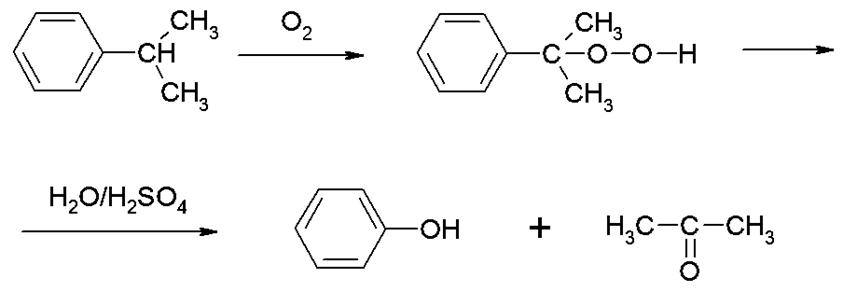 CH₃
O₂
CH₃
CH
C–O–O–H
CH₃
CH₃
H₂O/H₂SO₄
OH + H₃C–C–CH₃
O